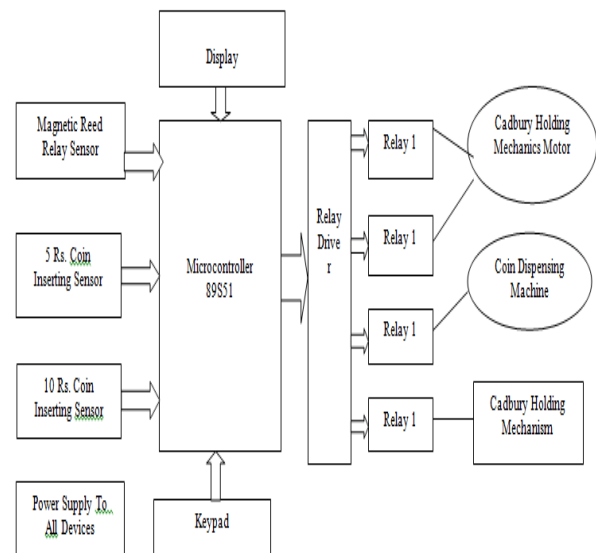 Display
Magnetic Reed
Relay Sensor
5 Rs. Coin
Inserting Sensor
10 Rs. Coin
Inserting Sensor
Power Supply To
All Devices
Microcontroller
89S51
Keypad
Relay
Drive
r
Relay 1
Relay 1
Relay 1
Relay 1
Cadbury Holding
Mechanics Motor
Coin Dispensing
Machine
Cadbury Holding
Mechanism